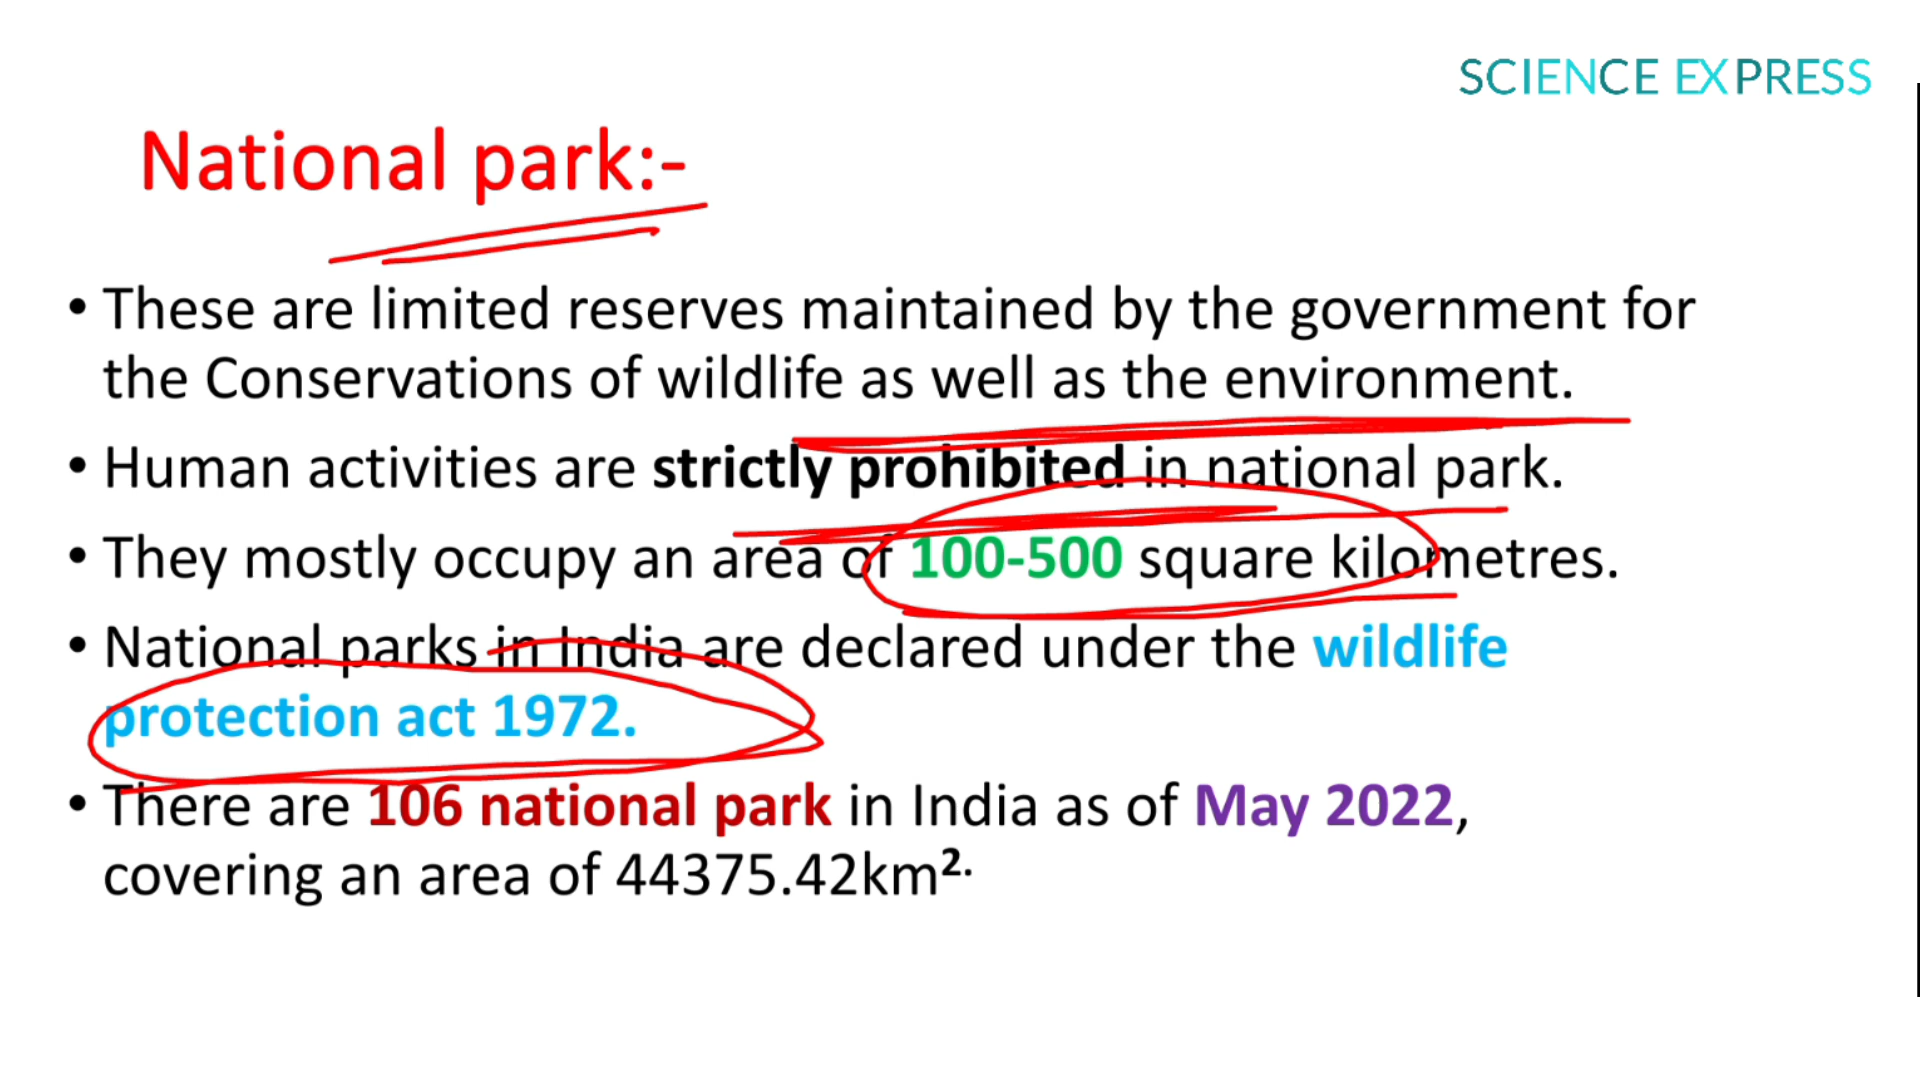 SCIENCE EXPRESS
National park:-
• These are limited reserves maintained by the government for
the Conservations of wildlife as well as the environment.
• Human activities are strictly prohibited in national park.
• They mostly occupy an area of 100-500 square kilometres.
• National parks in India are declared under the wildlife
protection act 1972.
• There are 106 national park in India as of May 2022,
covering an area of 44375.42km².